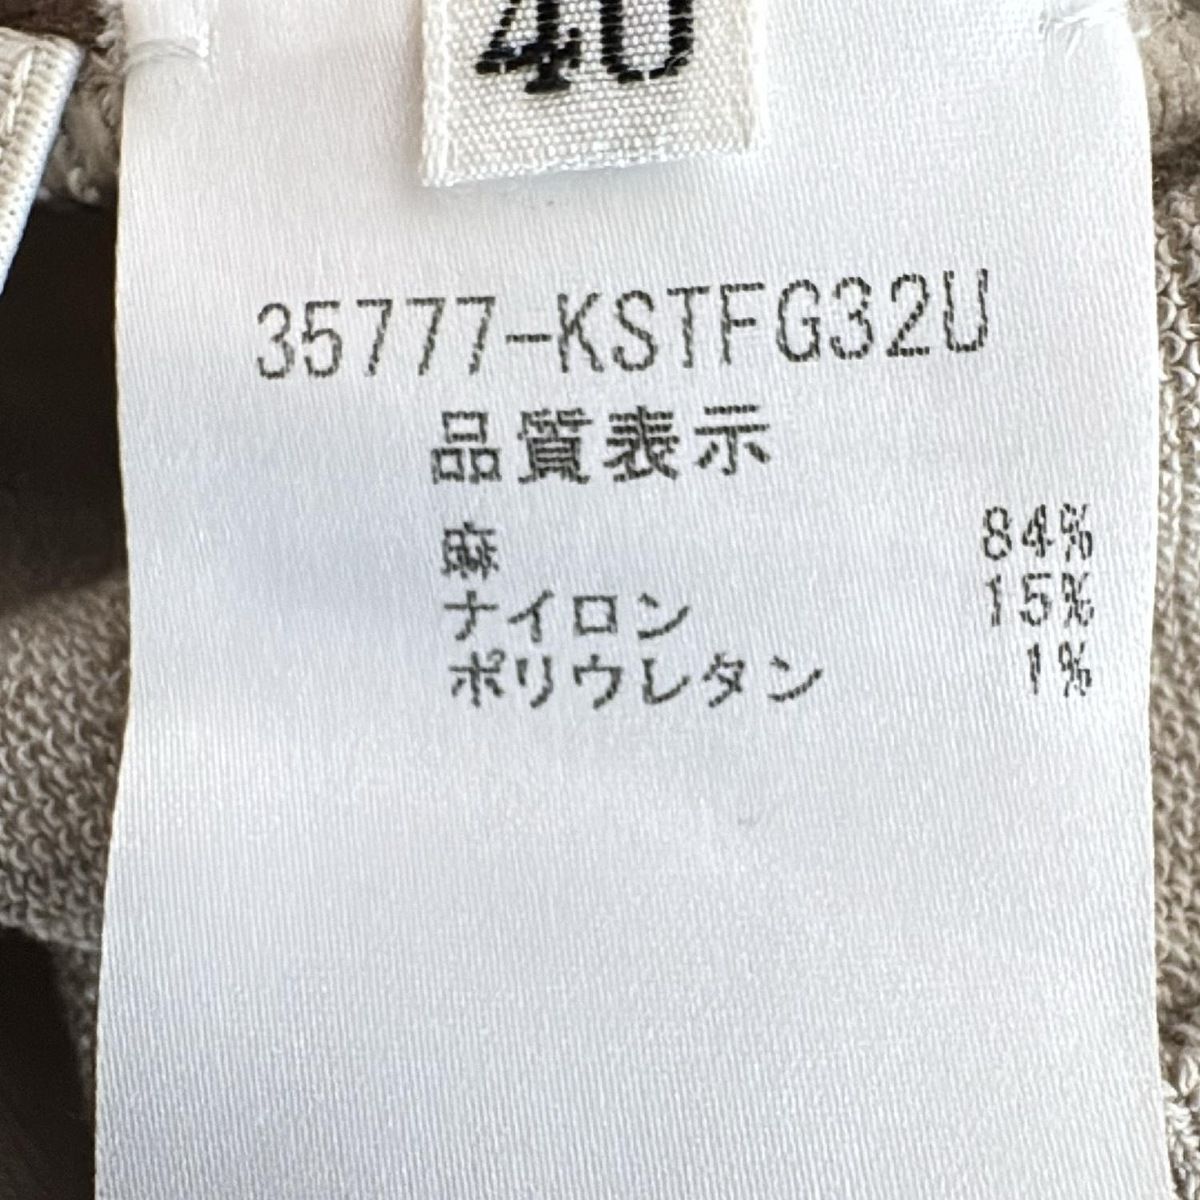 40
35777-KSTFG32U
品質表示
麻 84%
ナイロン 15%
ポリウレタン 1%